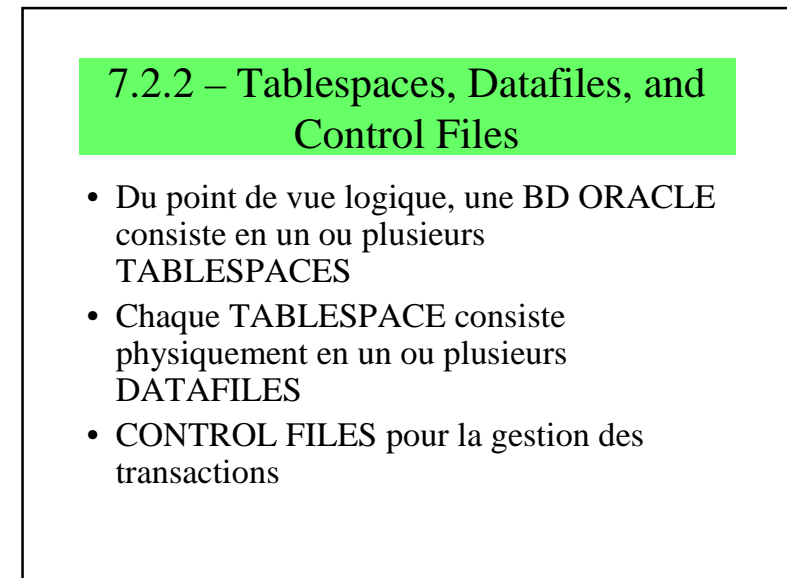 7.2.2 – Tablespaces, Datafiles, and
Control Files
• Du point de vue logique, une BD ORACLE
consiste en un ou plusieurs
TABLESPACES
• Chaque TABLESPACE consiste
physiquement en un ou plusieurs
DATAFILES
• CONTROL FILES pour la gestion des
transactions